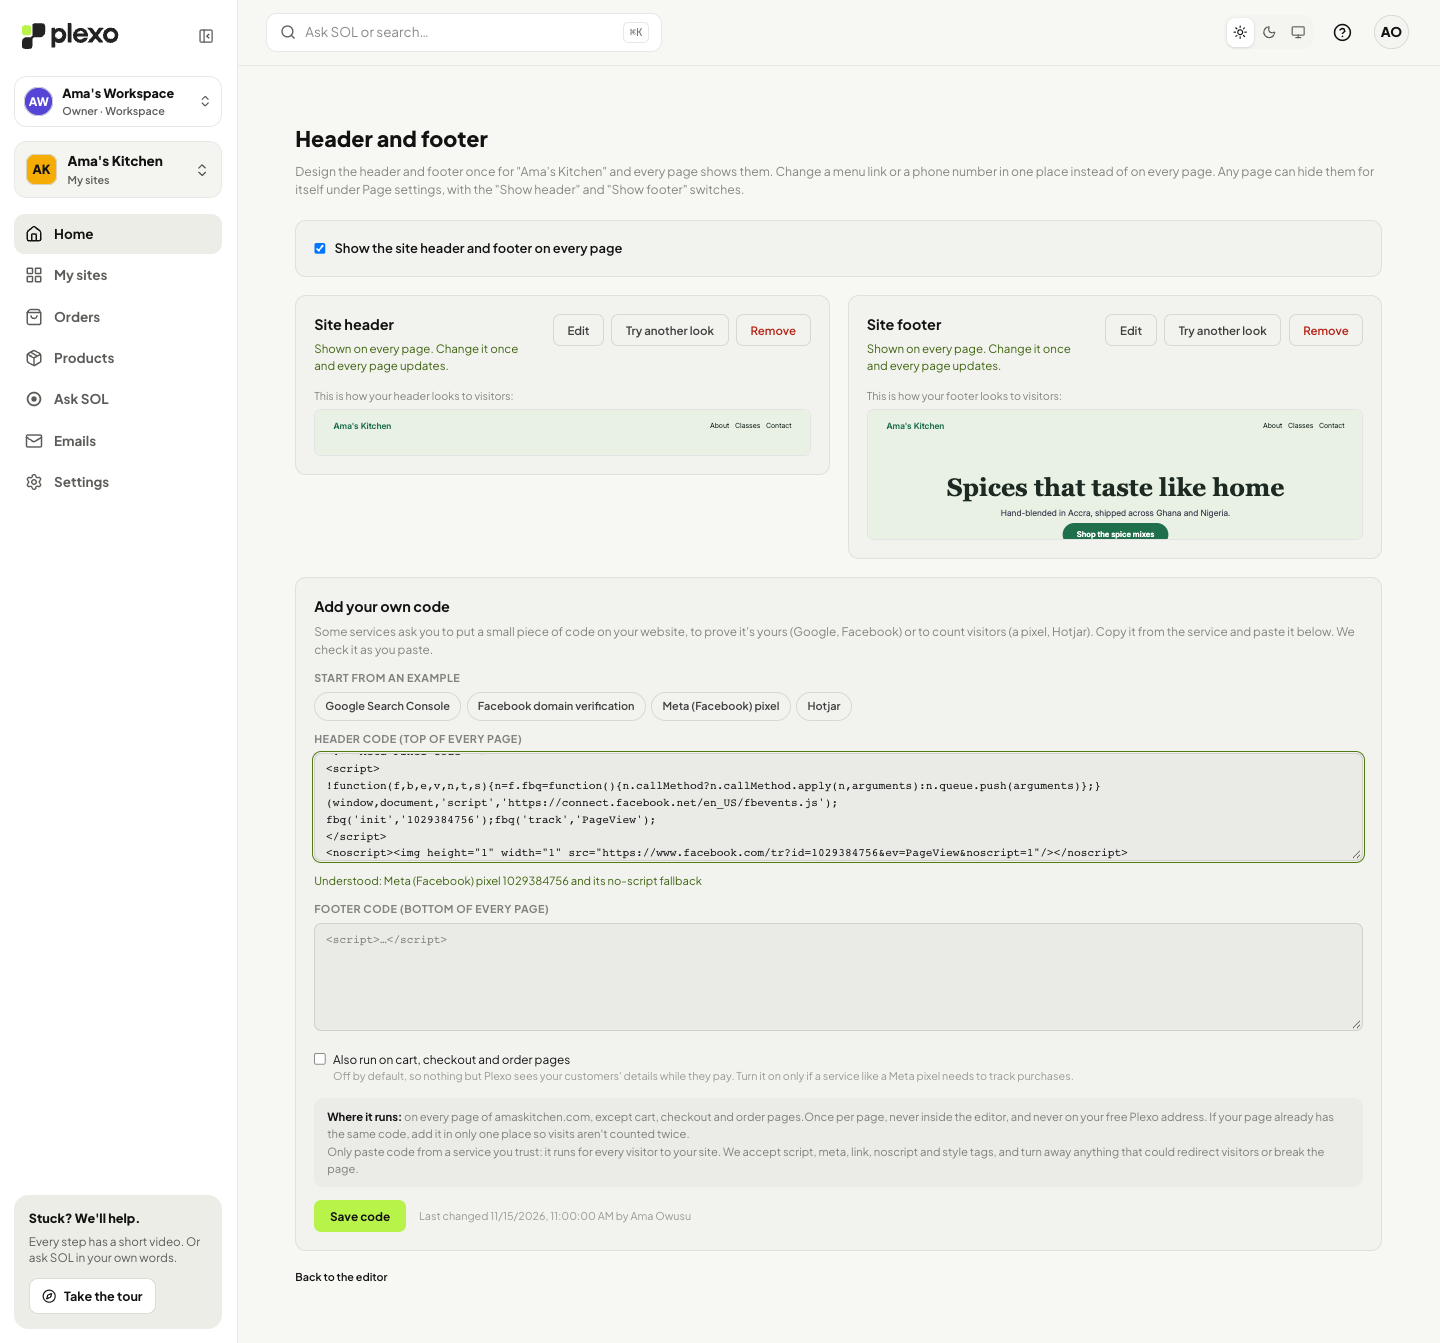 plexo
Ask SOL or search...
⌘K
AO
AW
Ama's Workspace
Owner · Workspace
AK
Ama's Kitchen
My sites
Home
My sites
Orders
Products
Ask SOL
Emails
Settings
Stuck? We'll help.
Every step has a short video. Or
ask SOL in your own words.
Take the tour
Header and footer
Design the header and footer once for "Ama's Kitchen" and every page shows them. Change a menu link or a phone number in one place instead of on every page. Any page can hide them for
itself under Page settings, with the "Show header" and "Show footer" switches.
Show the site header and footer on every page
Site header
Edit
Try another look
Remove
Shown on every page. Change it once
and every page updates.
This is how your header looks to visitors:
Ama's Kitchen
About Classes Contact
Site footer
Edit
Try another look
Remove
Shown on every page. Change it once
and every page updates.
This is how your footer looks to visitors:
Ama's Kitchen
About Classes Contact
Spices that taste like home
Hand-blended in Accra, shipped across Ghana and Nigeria.
Shop the spice mixes
Add your own code
Some services ask you to put a small piece of code on your website, to prove it's yours (Google, Facebook) or to count visitors (a pixel, Hotjar). Copy it from the service and paste it below. We
check it as you paste.
START FROM AN EXAMPLE
Google Search Console
Facebook domain verification
Meta (Facebook) pixel
Hotjar
HEADER CODE (TOP OF EVERY PAGE)
<script>
!function(f,b,e,v,n,t,s){n=f.fbq=function(){n.callMethod?n.callMethod.apply(n,arguments):n.queue.push(arguments)};}
(window,document,'script','https://connect.facebook.net/en_US/fbevents.js');
fbq('init','1029384756');fbq('track','PageView');
</script>
<noscript><img height="1" width="1" src="https://www.facebook.com/tr?id=1029384756&ev=PageView&noscript=1"/></noscript>
Understood: Meta (Facebook) pixel 1029384756 and its no-script fallback
FOOTER CODE (BOTTOM OF EVERY PAGE)
<script>…</script>
Also run on cart, checkout and order pages
Off by default, so nothing but Plexo sees your customers' details while they pay. Turn it on only if a service like a Meta pixel needs to track purchases.
Where it runs: on every page of amaskitchen.com, except cart, checkout and order pages.Once per page, never inside the editor, and never on your free Plexo address. If your page already has
the same code, add it in only one place so visits aren't counted twice.
Only paste code from a service you trust: it runs for every visitor to your site. We accept script, meta, link, noscript and style tags, and turn away anything that could redirect visitors or break the
page.
Save code
Last changed 11/15/2026, 11:00:00 AM by Ama Owusu
Back to the editor